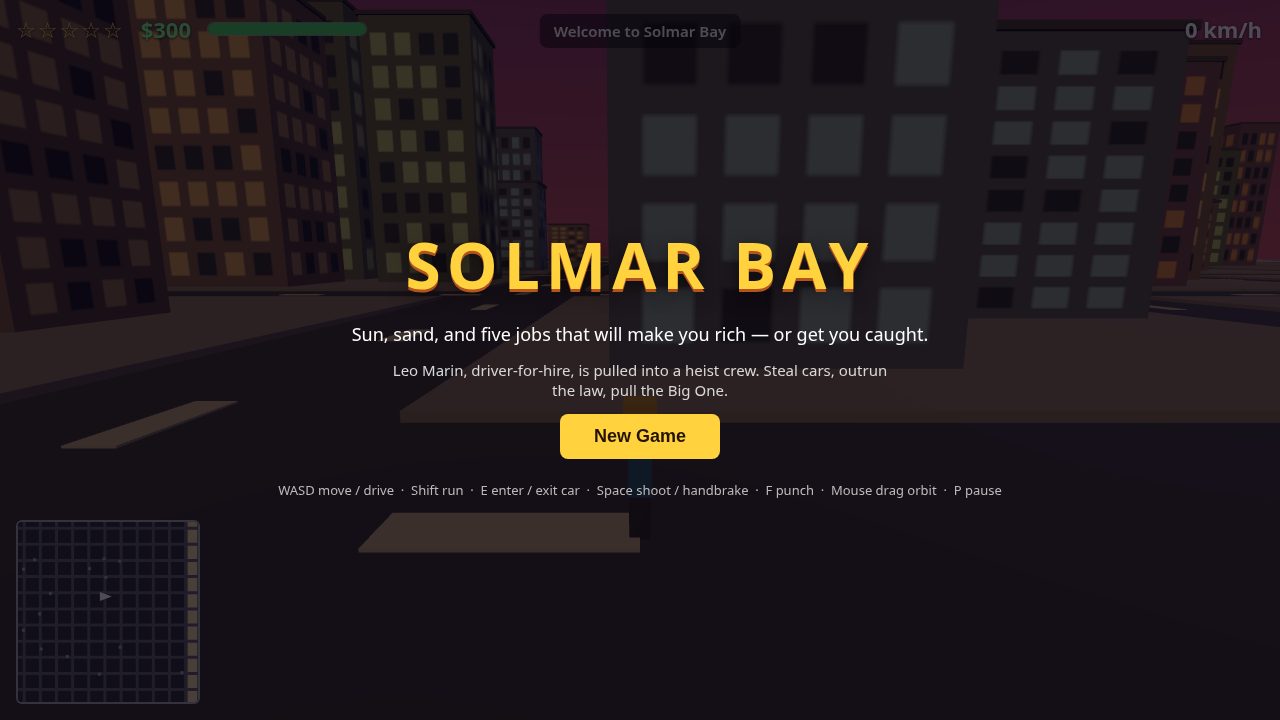 ☆☆☆☆☆ $300
Welcome to Solmar Bay
0 km/h
SOLMAR BAY
Sun, sand, and five jobs that will make you rich — or get you caught.
Leo Marin, driver-for-hire, is pulled into a heist crew. Steal cars, outrun
the law, pull the Big One.
New Game
WASD move / drive · Shift run · E enter / exit car · Space shoot / handbrake · F punch · Mouse drag orbit · P pause